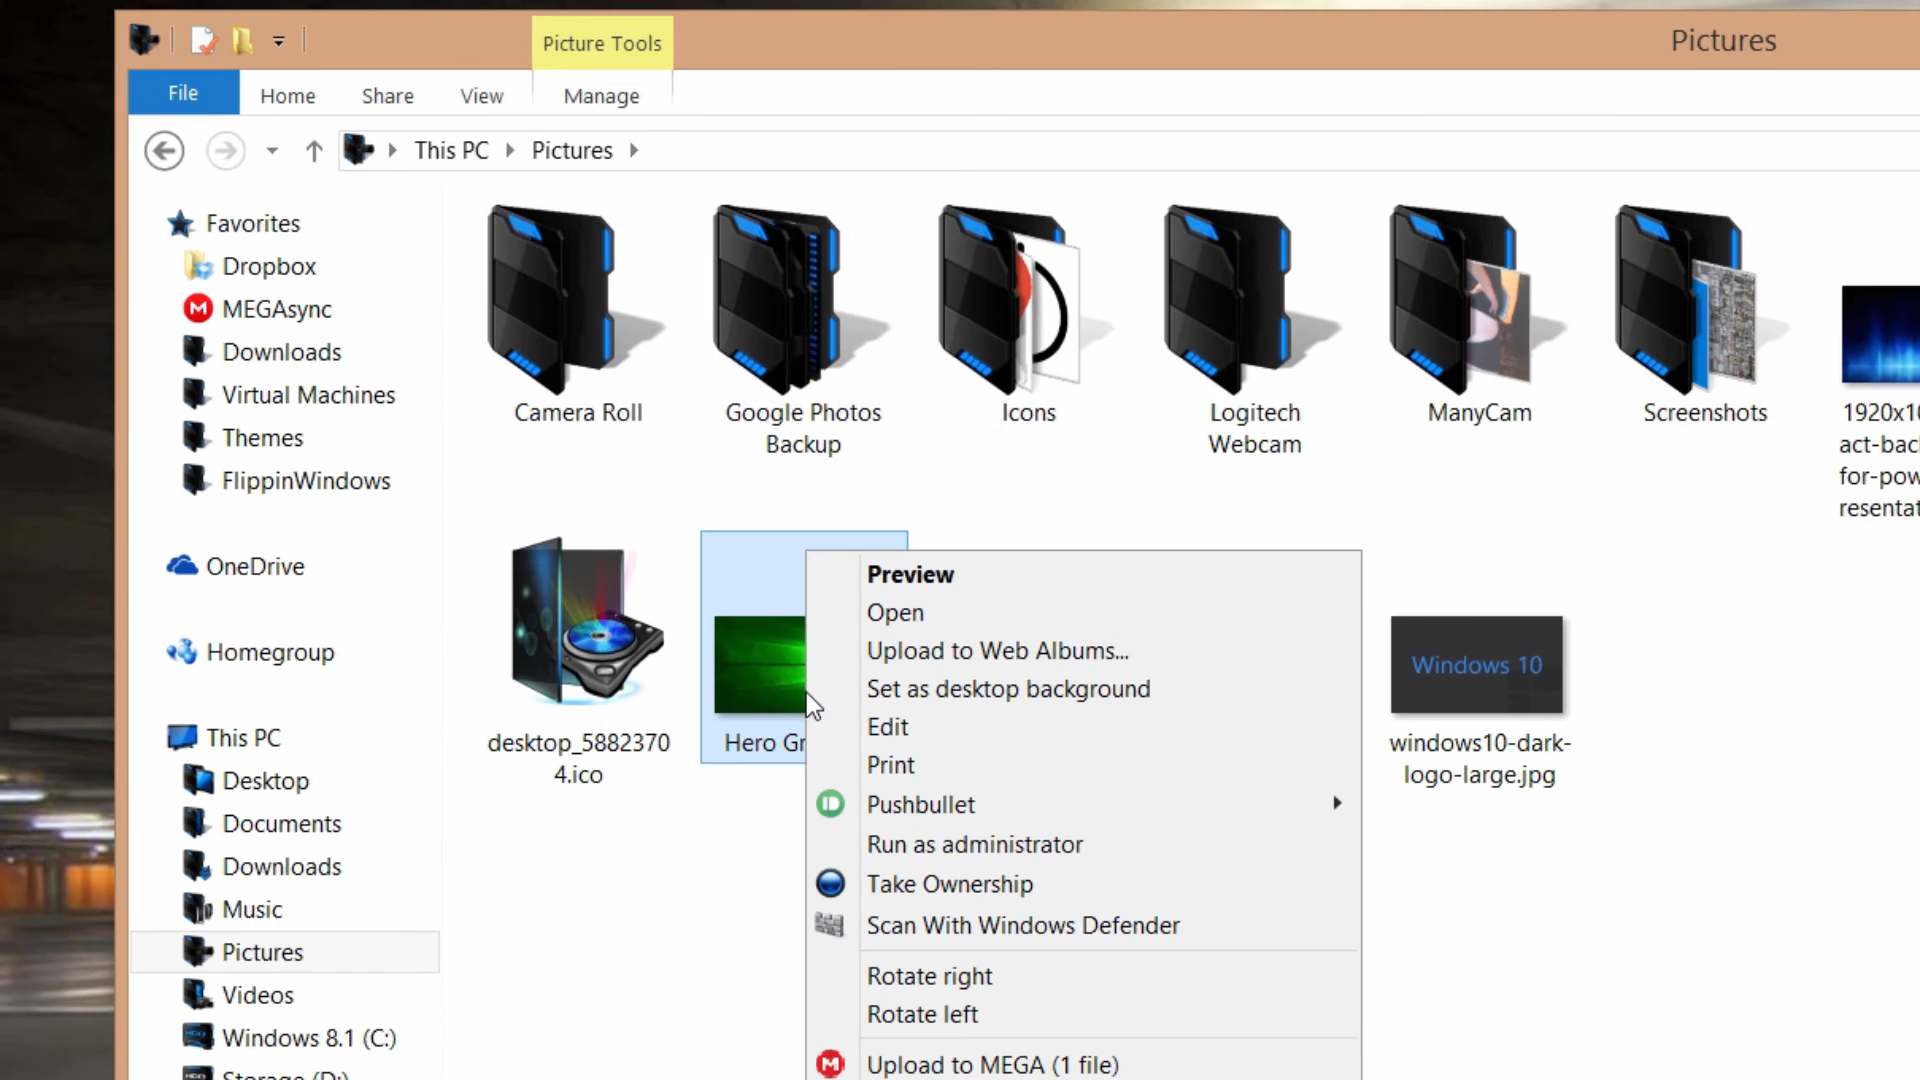 Picture Tools
Pictures
File
Home
Share
View
Manage
This PC
Pictures
Favorites
Dropbox
MEGAsync
Downloads
Virtual Machines
Themes
FlippinWindows
OneDrive
Homegroup
This PC
Desktop
Documents
Downloads
Music
Pictures
Videos
Windows 8.1 (C:)
Storage (D:)
Camera Roll
Google Photos
Backup
Icons
Logitech
Webcam
ManyCam
Screenshots
1920x10
act-bac
for-pow
resentat
desktop_5882370
4.ico
Hero Gr
Windows 10
windows10-dark-
logo-large.jpg
Preview
Open
Upload to Web Albums...
Set as desktop background
Edit
Print
Pushbullet
Run as administrator
Take Ownership
Scan With Windows Defender
Rotate right
Rotate left
Upload to MEGA (1 file)